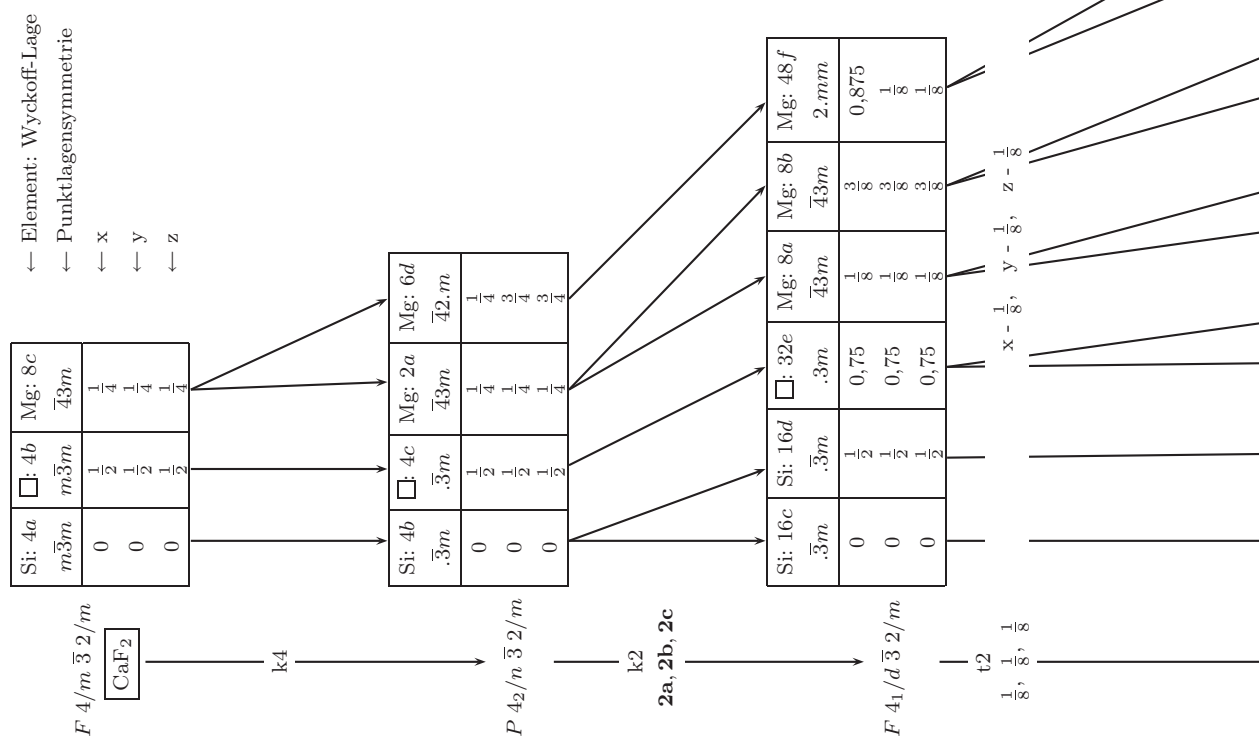 ← Element: Wyckoff-Lage
← Punktlagensymmetrie
← x
← y
← z
F 4/m 3̅ 2/m
CaF₂
Si: 4a □: 4b Mg: 8c
m3̅m m3̅m 4̅3m
0 1/2 1/4
0 1/2 1/4
0 1/2 1/4
k4
P 4₂/n 3̅ 2/m
Si: 4b □: 4c Mg: 2a Mg: 6d
.3̅m .3̅m 4̅3m 4̅2.m
0 1/2 1/4 1/4
0 1/2 1/4 3/4
0 1/2 1/4 3/4
k2
2a, 2b, 2c
F 4₁/d 3̅ 2/m
Si: 16c Si: 16d □: 32e Mg: 8a Mg: 8b Mg: 48f
.3̅m .3̅m .3m 4̅3m 4̅3m 2.mm
0 1/2 0,75 1/8 3/8 0,875
0 1/2 0,75 1/8 3/8 1/8
0 1/2 0,75 1/8 3/8 1/8
t2
1/8, 1/8, 1/8
x - 1/8, y - 1/8, z - 1/8